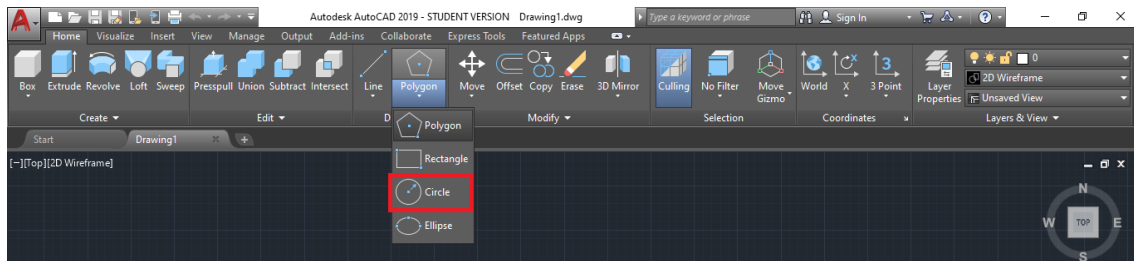 Autodesk AutoCAD 2019 - STUDENT VERSION Drawing1.dwg Type a keyword or phrase Sign In
Home Visualize Insert View Manage Output Add-ins Collaborate Express Tools Featured Apps
Box Extrude Revolve Loft Sweep Presspull Union Subtract Intersect Line Polygon Move Offset Copy Erase 3D Mirror Culling No Filter Move Gizmo World X 3 Point Layer Properties
0
2D Wireframe
Unsaved View
Create Edit D Modify Selection Coordinates Layers & View
Start Drawing1
Polygon
Rectangle
Circle
Ellipse
[−][Top][2D Wireframe]
N
W TOP E
S